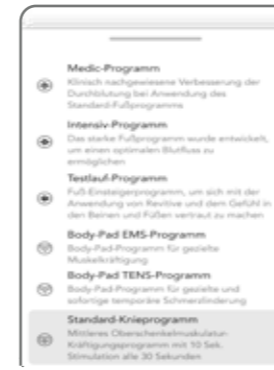 Medic-Programm
Klinisch nachgewiesene Verbesserung der
Durchblutung bei Anwendung des
Standard-Fußprogramms
Intensiv-Programm
Das starke Fußprogramm wurde entwickelt,
um einen optimalen Blutfluss zu
ermöglichen
Testlauf-Programm
Fuß-Einsteigerprogramm, um sich mit der
Anwendung von Revitive und dem Gefühl in
den Beinen und Füßen vertraut zu machen
Body-Pad EMS-Programm
Body-Pad-Programm für gezielte
Muskelkräftigung
Body-Pad TENS-Programm
Body-Pad-Programm für gezielte und
sofortige temporäre Schmerzlinderung
Standard-Knieprogramm
Mittleres Oberschenkelmuskulatur-
Kräftigungsprogramm mit 10 Sek.
Stimulation alle 30 Sekunden